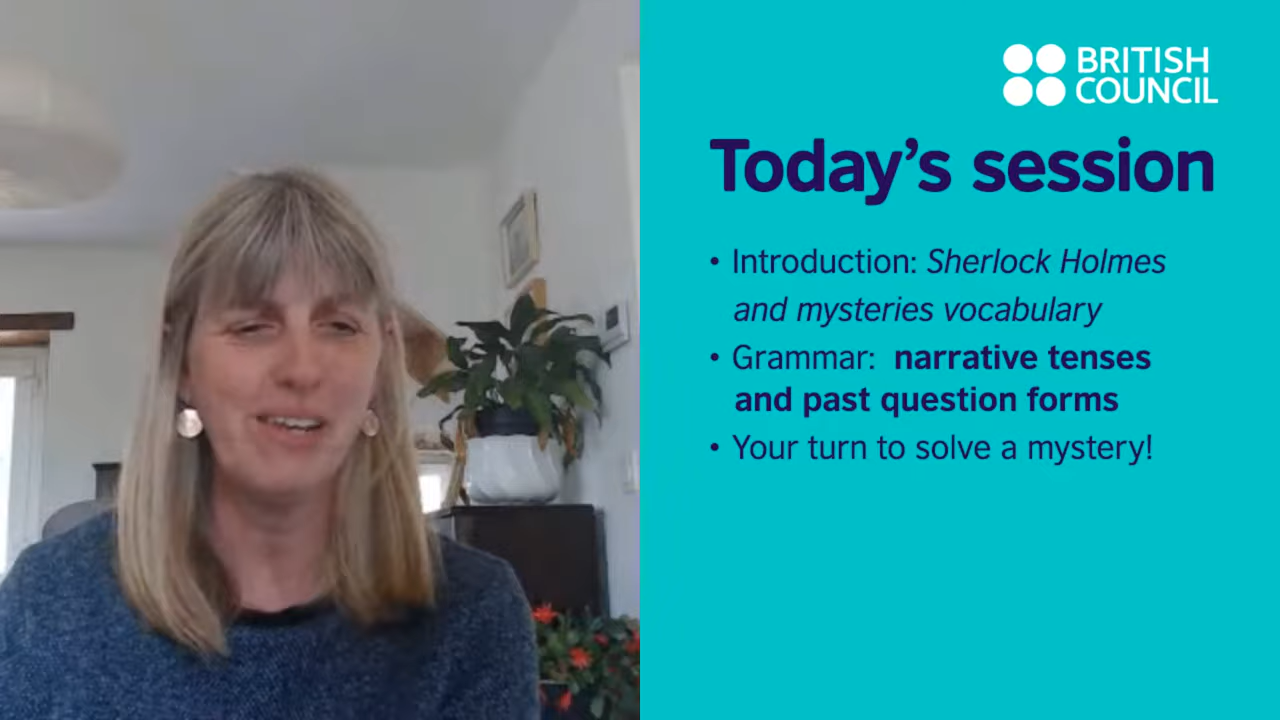 BRITISH
COUNCIL
Today’s session
• Introduction: Sherlock Holmes
and mysteries vocabulary
• Grammar: narrative tenses
and past question forms
• Your turn to solve a mystery!